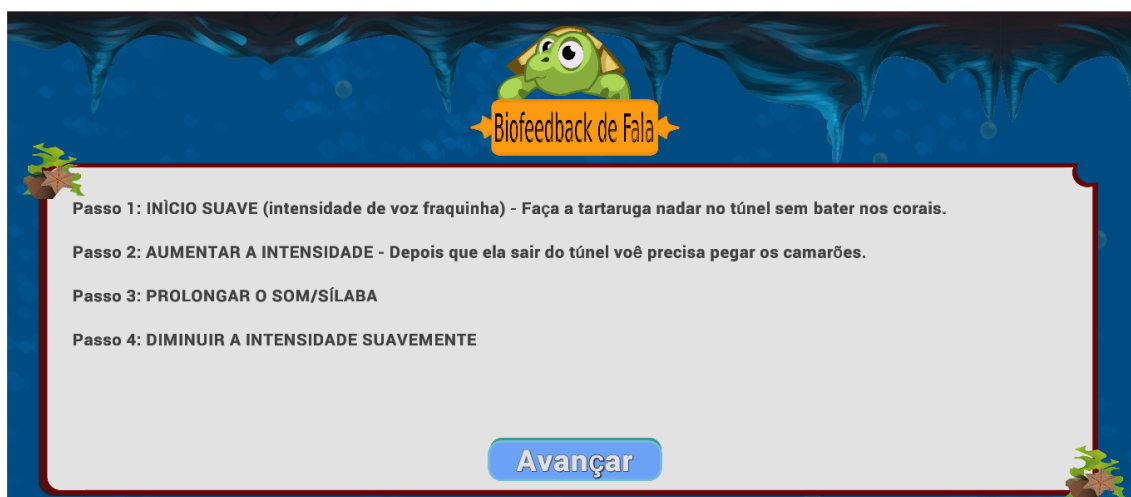 Biofeedback de Fala
Passo 1: INÌCIO SUAVE (intensidade de voz fraquinha) - Faça a tartaruga nadar no túnel sem bater nos corais.
Passo 2: AUMENTAR A INTENSIDADE - Depois que ela sair do túnel você precisa pegar os camarões.
Passo 3: PROLONGAR O SOM/SÍLABA
Passo 4: DIMINUIR A INTENSIDADE SUAVEMENTE
Avançar